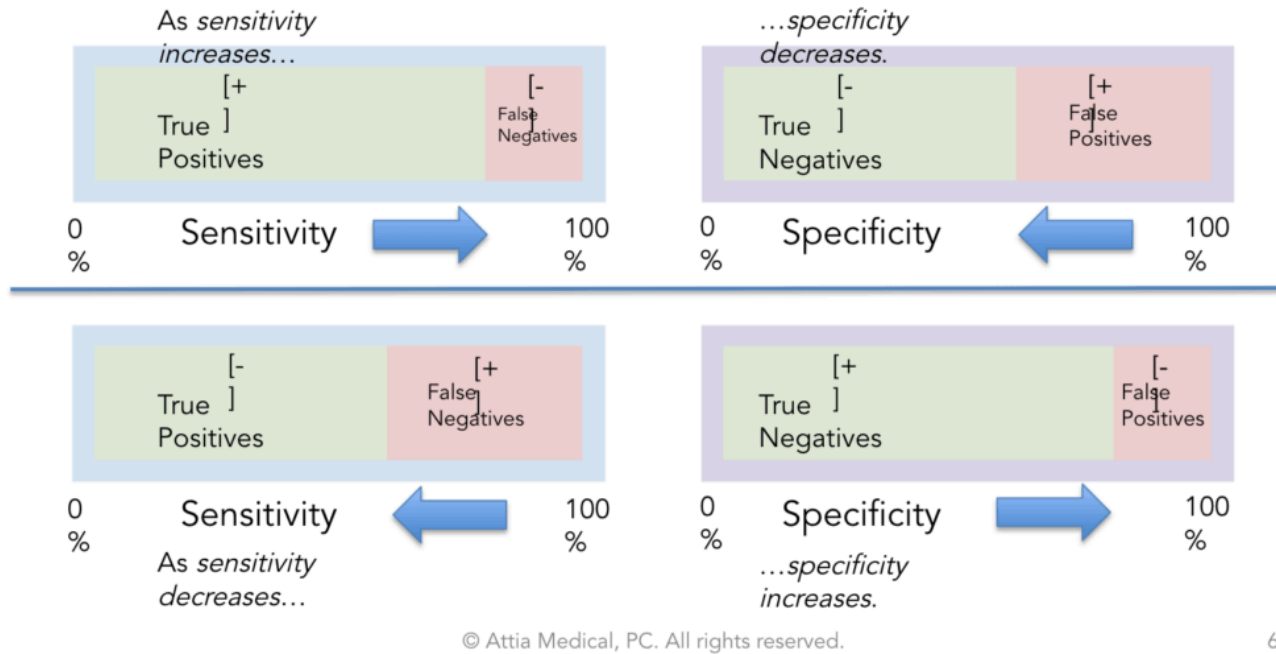 As sensitivity
increases…
[+
]
True
Positives
[-
]
False
Negatives
0
%
Sensitivity
100
%
…specificity
decreases.
[-
]
True
Negatives
[+
]
False
Positives
0
%
Specificity
100
%
[-
]
True
Positives
[+
]
False
Negatives
0
%
Sensitivity
100
%
As sensitivity
decreases…
[+
]
True
Negatives
[-
]
False
Positives
0
%
Specificity
100
%
…specificity
increases.
© Attia Medical, PC. All rights reserved.
6